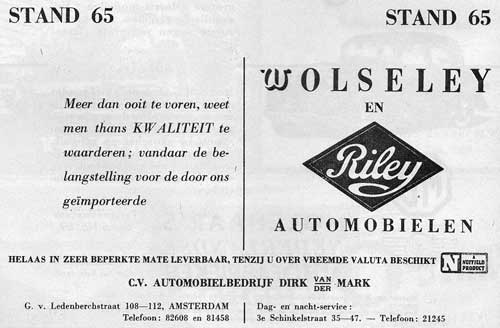 STAND 65
STAND 65
Meer dan ooit te voren, weet
men thans KWALITEIT te
waarderen; vandaar de be-
langstelling voor de door ons
geïmporteerde
WOLSELEY
EN
Riley
AUTOMOBIELEN
HELAAS IN ZEER BEPERKTE MATE LEVERBAAR, TENZIJ U OVER VREEMDE VALUTA BESCHIKT
N
A
NUFFIELD
PRODUCT
C.V. AUTOMOBIELBEDRIJF DIRK VAN DER MARK
G. v. Ledenberchstraat 108—112, AMSTERDAM
Telefoon: 82608 en 81458
Dag- en nacht-service:
3e Schinkelstraat 35—47. — Telefoon: 21245